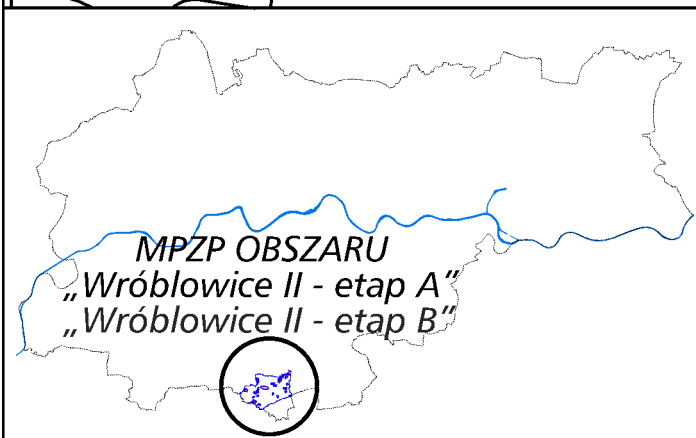 MPZP OBSZARU
„Wróblowice II - etap A”
„Wróblowice II - etap B”